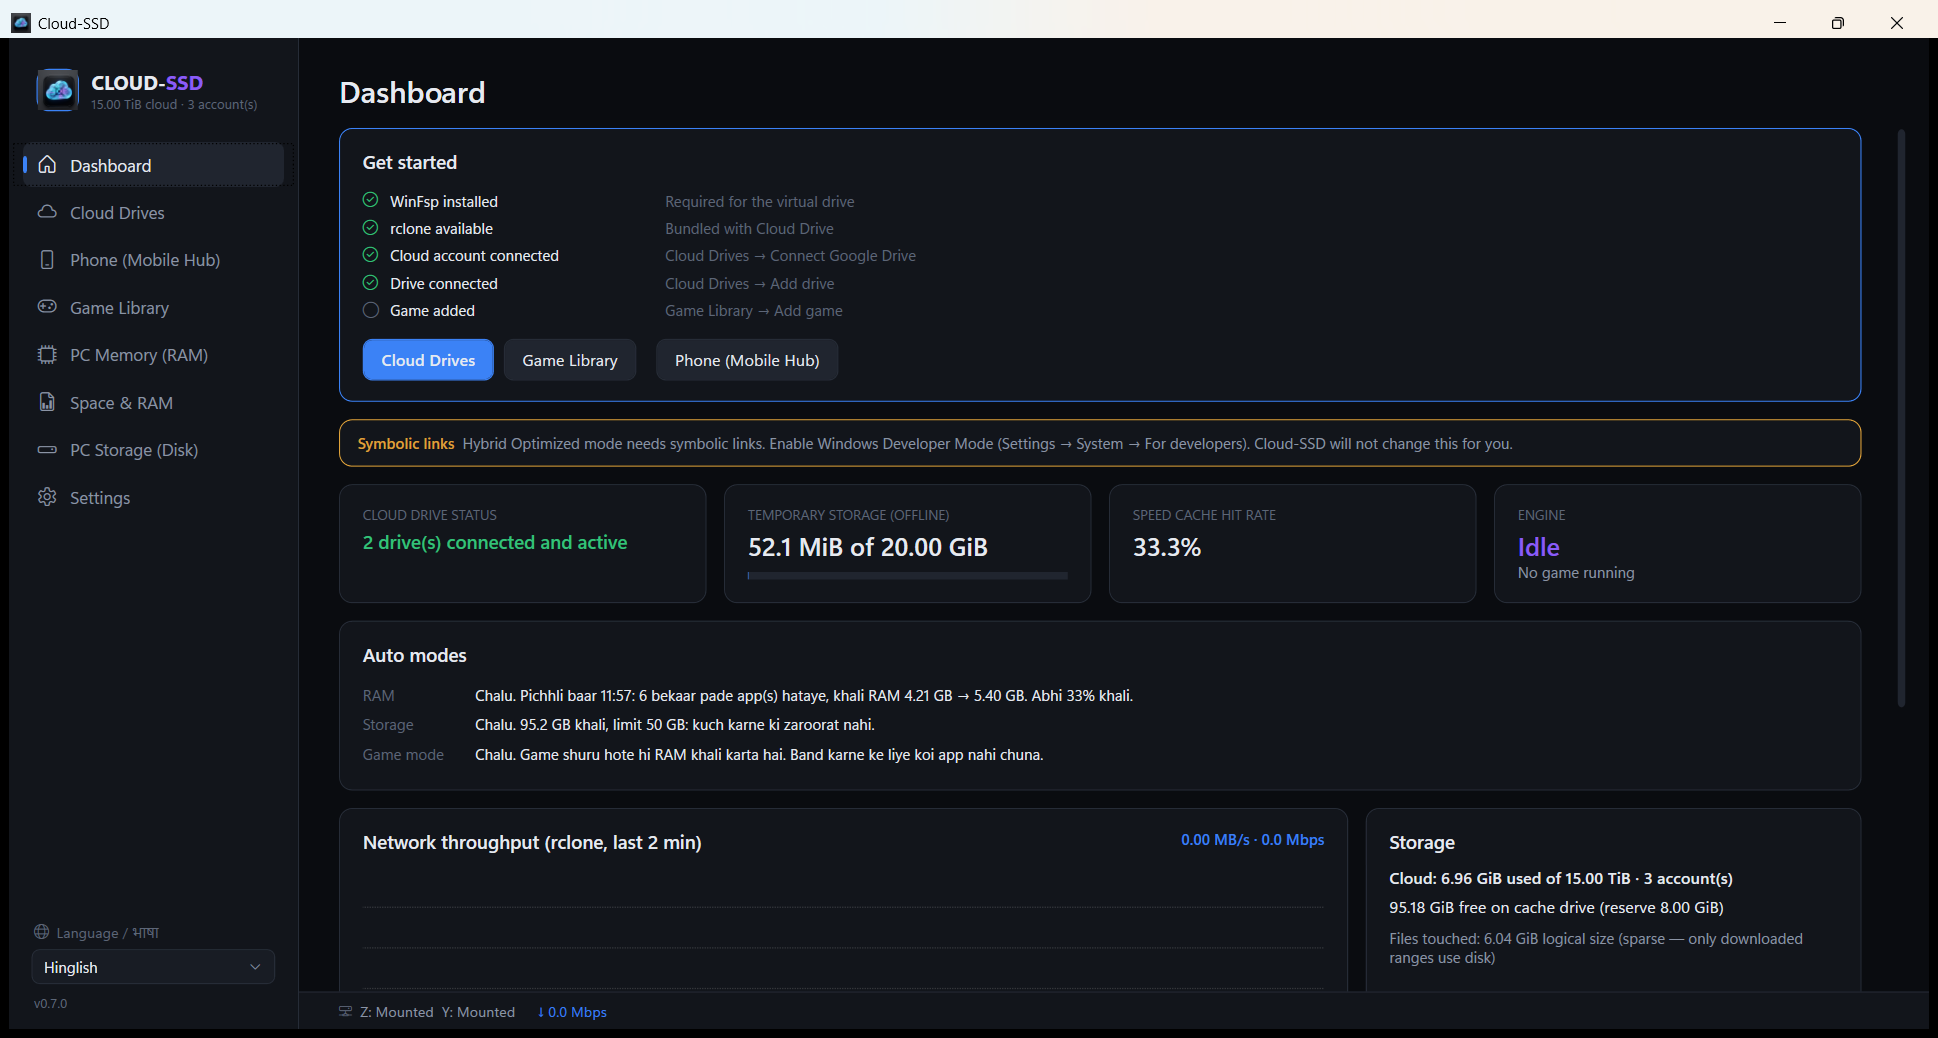 Cloud-SSD
CLOUD-SSD
15.00 TiB cloud · 3 account(s)
Dashboard
Cloud Drives
Phone (Mobile Hub)
Game Library
PC Memory (RAM)
Space & RAM
PC Storage (Disk)
Settings
Language / भाषा
Hinglish
v0.7.0
Dashboard
Get started
WinFsp installed Required for the virtual drive
rclone available Bundled with Cloud Drive
Cloud account connected Cloud Drives → Connect Google Drive
Drive connected Cloud Drives → Add drive
Game added Game Library → Add game
Cloud Drives Game Library Phone (Mobile Hub)
Symbolic links Hybrid Optimized mode needs symbolic links. Enable Windows Developer Mode (Settings → System → For developers). Cloud-SSD will not change this for you.
CLOUD DRIVE STATUS
2 drive(s) connected and active
TEMPORARY STORAGE (OFFLINE)
52.1 MiB of 20.00 GiB
SPEED CACHE HIT RATE
33.3%
ENGINE
Idle
No game running
Auto modes
RAM Chalu. Pichhli baar 11:57: 6 bekaar pade app(s) hataye, khali RAM 4.21 GB → 5.40 GB. Abhi 33% khali.
Storage Chalu. 95.2 GB khali, limit 50 GB: kuch karne ki zaroorat nahi.
Game mode Chalu. Game shuru hote hi RAM khali karta hai. Band karne ke liye koi app nahi chuna.
Network throughput (rclone, last 2 min) 0.00 MB/s · 0.0 Mbps
Storage
Cloud: 6.96 GiB used of 15.00 TiB · 3 account(s)
95.18 GiB free on cache drive (reserve 8.00 GiB)
Files touched: 6.04 GiB logical size (sparse — only downloaded
ranges use disk)
Z: Mounted Y: Mounted ↓ 0.0 Mbps